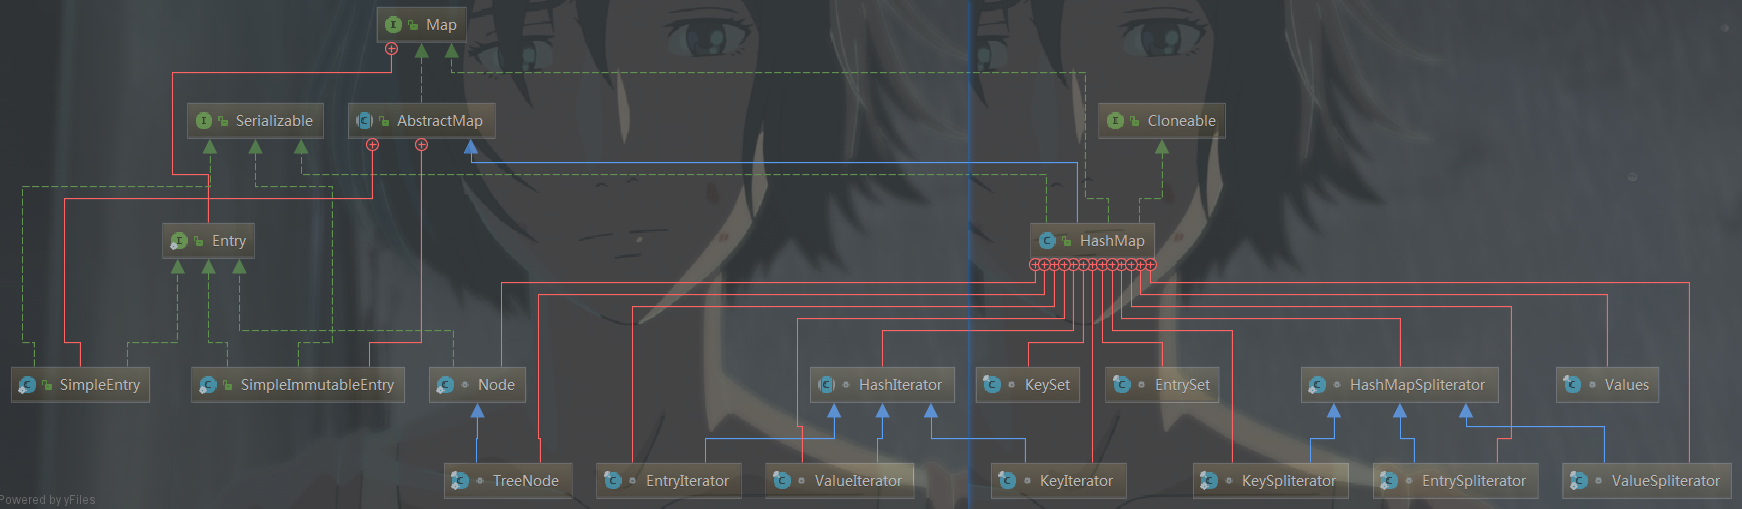 Map
Serializable
AbstractMap
Cloneable
Entry
HashMap
SimpleEntry
SimpleImmutableEntry
Node
HashIterator
KeySet
EntrySet
HashMapSpliterator
Values
TreeNode
EntryIterator
ValueIterator
KeyIterator
KeySpliterator
EntrySpliterator
ValueSpliterator
Powered by yFiles